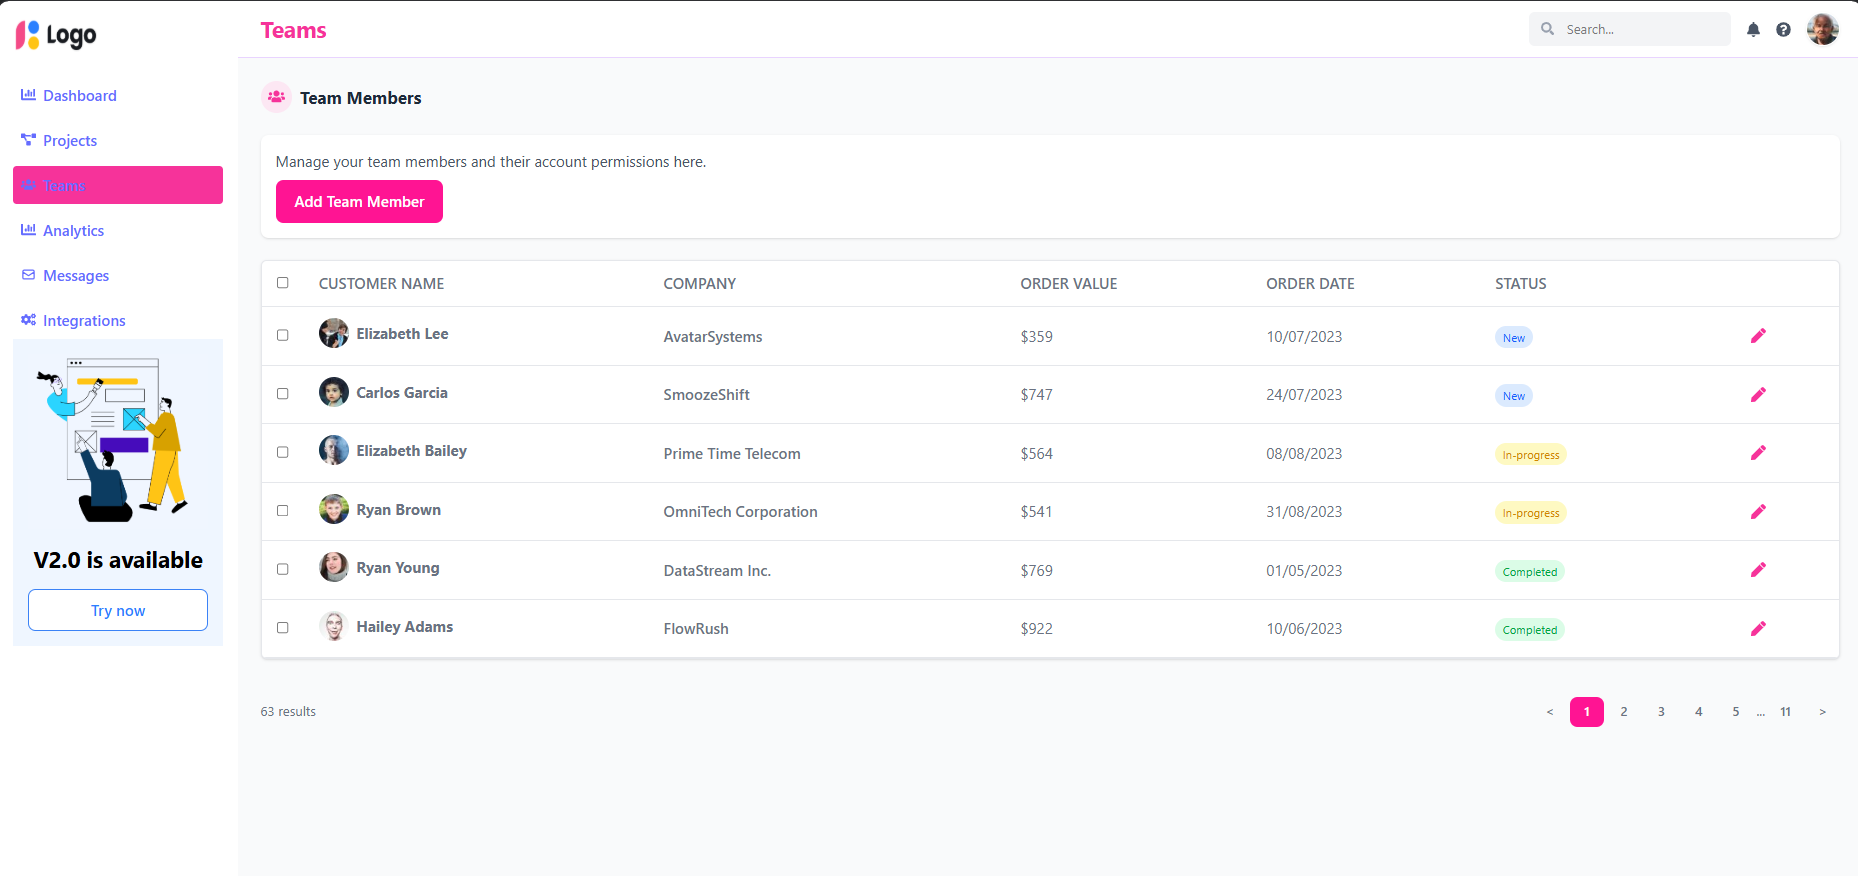 Logo
Teams
Search...
Dashboard
Projects
Teams
Analytics
Messages
Integrations
V2.0 is available
Try now
Team Members
Manage your team members and their account permissions here.
Add Team Member
CUSTOMER NAME COMPANY ORDER VALUE ORDER DATE STATUS
Elizabeth Lee AvatarSystems $359 10/07/2023 New
Carlos Garcia SmoozeShift $747 24/07/2023 New
Elizabeth Bailey Prime Time Telecom $564 08/08/2023 In-progress
Ryan Brown OmniTech Corporation $541 31/08/2023 In-progress
Ryan Young DataStream Inc. $769 01/05/2023 Completed
Hailey Adams FlowRush $922 10/06/2023 Completed
63 results < 1 2 3 4 5 ... 11 >